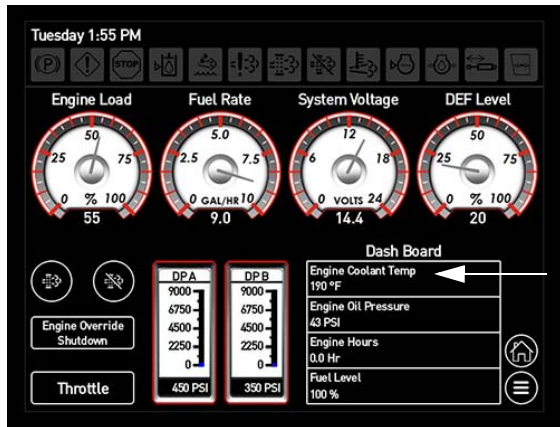 Tuesday 1:55 PM
(P) STOP
Engine Load Fuel Rate System Voltage DEF Level
50 5.0 12 50
25 75 2.5 7.5 6 18 25 75
0 % 100 0 GAL/HR 10 0 VOLTS 24 0 % 100
55 9.0 14.4 20
Dash Board
Engine Coolant Temp
190 °F
Engine Oil Pressure
43 PSI
Engine Hours
0.0 Hr
Fuel Level
100 %
DP A
9000
6750
4500
2250
0
450 PSI
DP B
9000
6750
4500
2250
0
350 PSI
Engine Override
Shutdown
Throttle